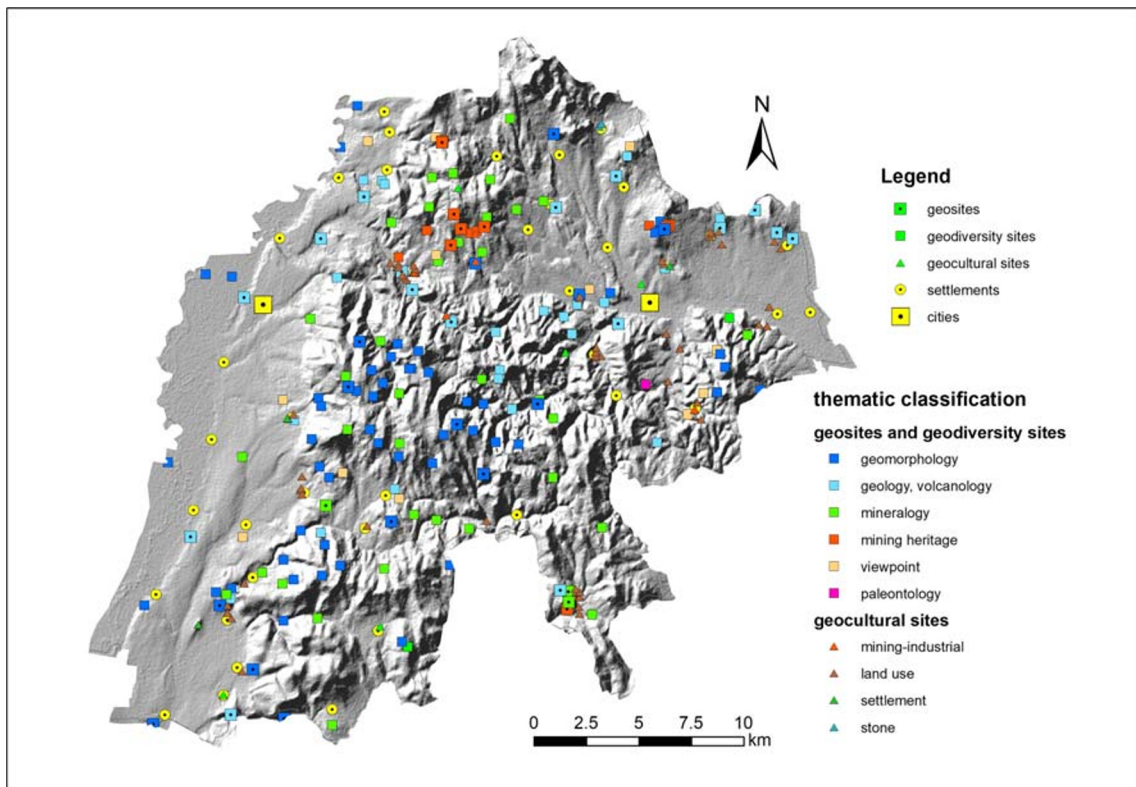 N
Legend
geosites
geodiversity sites
geocultural sites
settlements
cities
thematic classification
geosites and geodiversity sites
geomorphology
geology, volcanology
mineralogy
mining heritage
viewpoint
paleontology
geocultural sites
mining-industrial
land use
settlement
stone
0 2.5 5 7.5 10
km